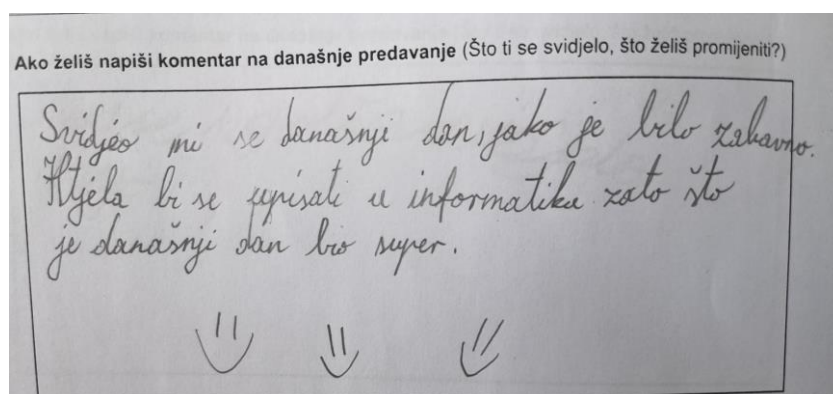 Ako želiš napiši komentar na današnje predavanje (Što ti se svidjelo, što želiš promijeniti?)
Svidjeo mi se današnji dan, jako je bilo zabavno.
Htjela bi se upisati u informatiku zato što
je današnji dan bio super.